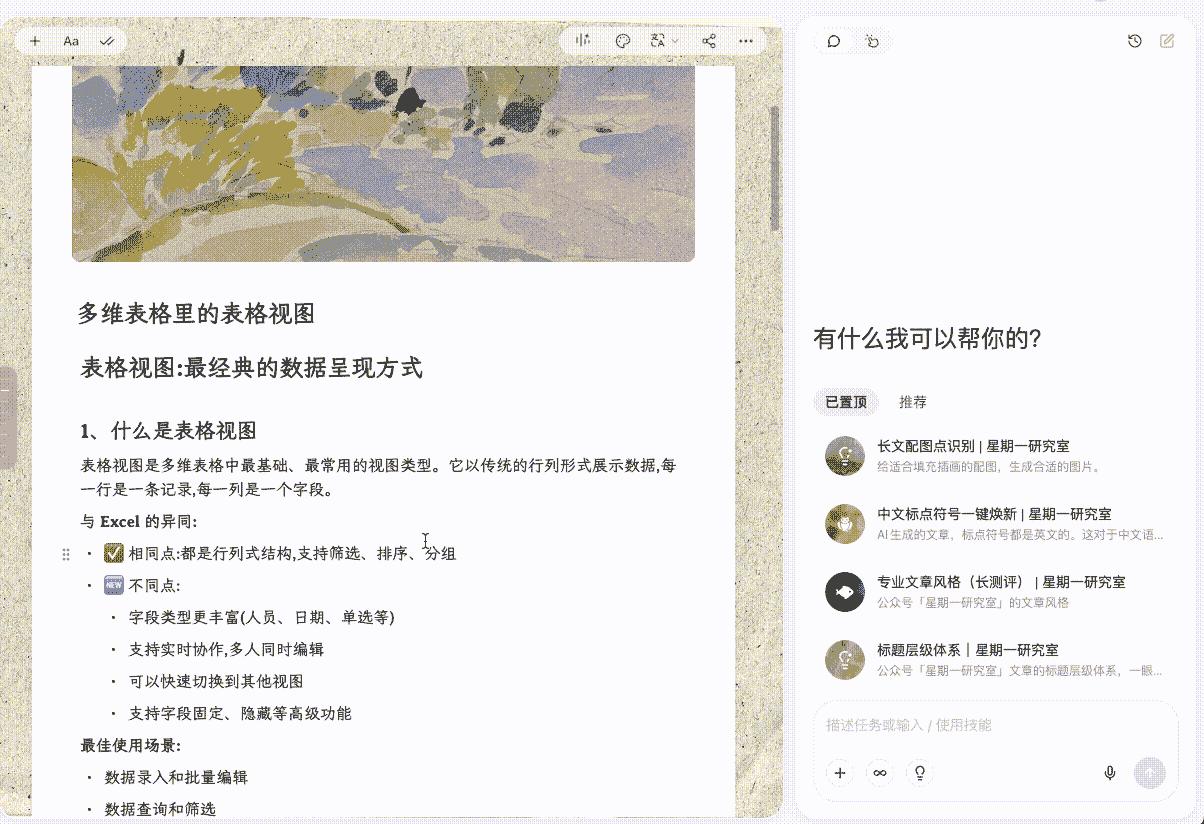 Aa
多维表格里的表格视图
表格视图:最经典的数据呈现方式
1、什么是表格视图
表格视图是多维表格中最基础、最常用的视图类型。它以传统的行列形式展示数据,每
一行是一条记录,每一列是一个字段。
与 Excel 的异同:
• ✅ 相同点:都是行列式结构,支持筛选、排序、分组
• 🆕 不同点:
• 字段类型更丰富(人员、日期、单选等)
• 支持实时协作,多人同时编辑
• 可以快速切换到其他视图
• 支持字段固定、隐藏等高级功能
最佳使用场景:
• 数据录入和批量编辑
• 数据查询和筛选
有什么我可以帮你的?
已置顶 推荐
长文配图点识别 | 星期一研究室
给适合填充插画的配图，生成合适的图片。
中文标点符号一键焕新 | 星期一研究室
AI生成的文章，标点符号都是英文的。这对于中文语...
专业文章风格（长测评） | 星期一研究室
公众号「星期一研究室」的文章风格
标题层级体系｜星期一研究室
公众号「星期一研究室」文章的标题层级体系，一眼...
描述任务或输入 / 使用技能